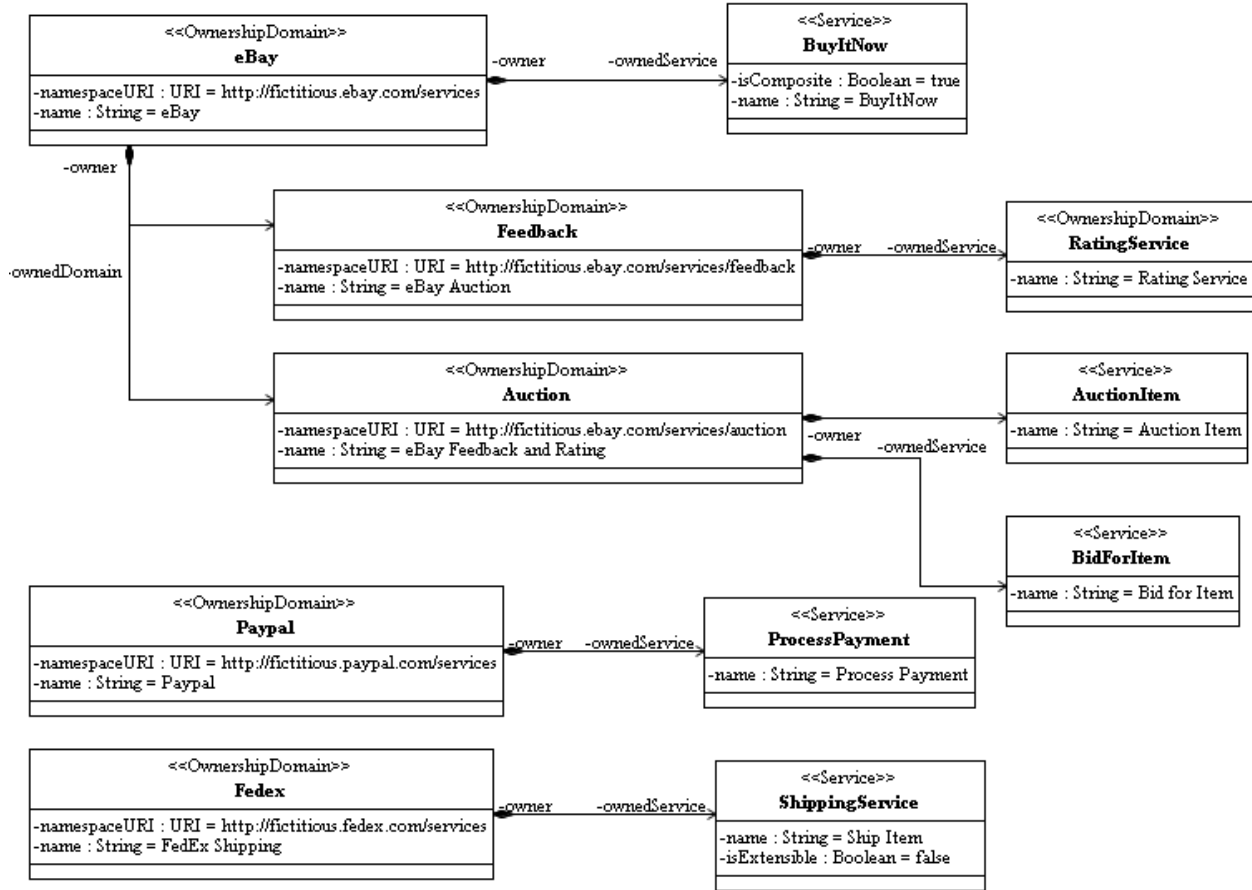 <<OwnershipDomain>>
eBay
-namespaceURI : URI = http://fictitious.ebay.com/services
-name : String = eBay
-owner
-ownedService
<<Service>>
BuyItNow
-isComposite : Boolean = true
-name : String = BuyItNow
-owner
-ownedDomain
<<OwnershipDomain>>
Feedback
-namespaceURI : URI = http://fictitious.ebay.com/services/feedback
-name : String = eBay Auction
-owner
-ownedService
<<OwnershipDomain>>
RatingService
-name : String = Rating Service
<<OwnershipDomain>>
Auction
-namespaceURI : URI = http://fictitious.ebay.com/services/auction
-name : String = eBay Feedback and Rating
-owner
-ownedService
<<Service>>
AuctionItem
-name : String = Auction Item
<<Service>>
BidForItem
-name : String = Bid for Item
<<OwnershipDomain>>
Paypal
-namespaceURI : URI = http://fictitious.paypal.com/services
-name : String = Paypal
-owner
-ownedService
<<Service>>
ProcessPayment
-name : String = Process Payment
<<OwnershipDomain>>
Fedex
-namespaceURI : URI = http://fictitious.fedex.com/services
-name : String = FedEx Shipping
-owner
-ownedService
<<Service>>
ShippingService
-name : String = Ship Item
-isExtensible : Boolean = false